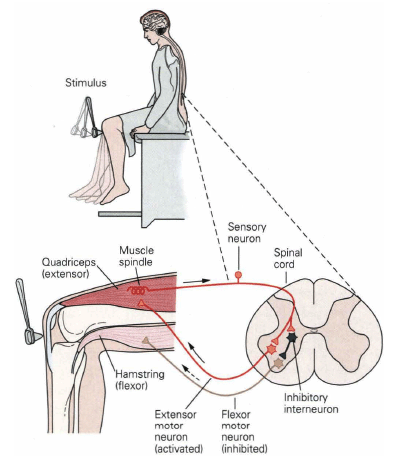 Stimulus
Sensory
neuron
Muscle
spindle
Quadriceps
(extensor)
Spinal
cord
Hamstring
(flexor)
Inhibitory
interneuron
Extensor
motor
neuron
(activated)
Flexor
motor
neuron
(inhibited)